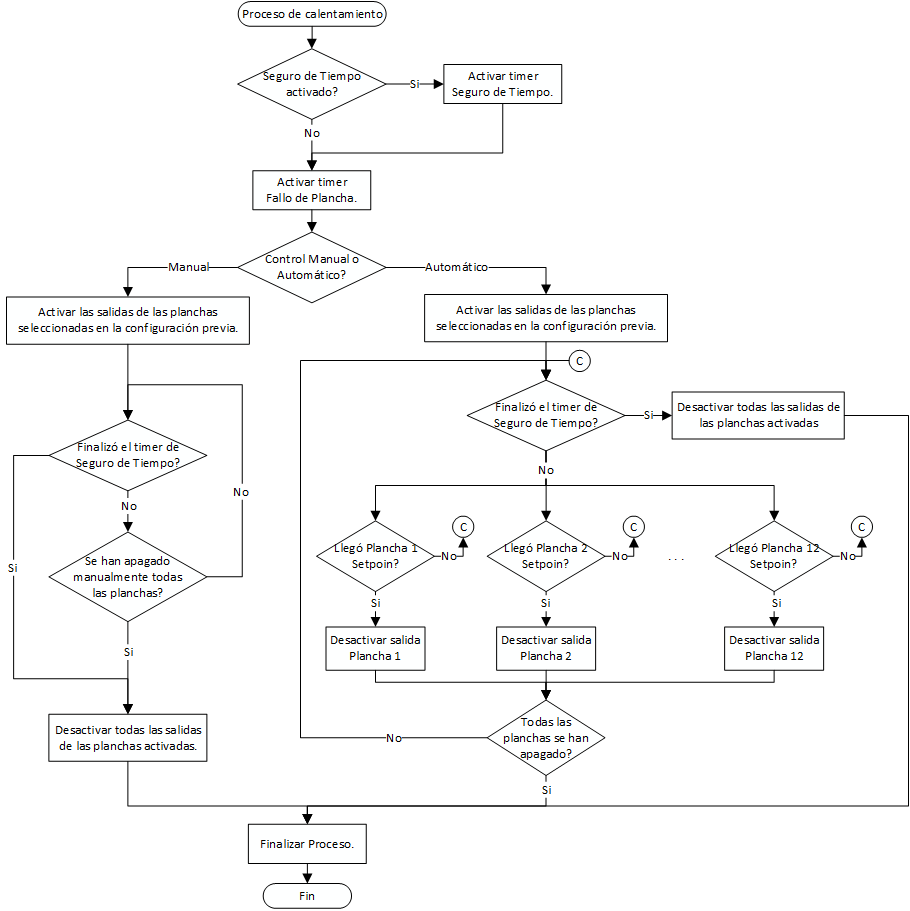 Proceso de calentamiento
Seguro de Tiempo
activado?
Si
Activar timer
Seguro de Tiempo.
No
Activar timer
Fallo de Plancha.
Control Manual o
Automático?
Manual
Automático
Activar las salidas de las planchas
seleccionadas en la configuración previa.
Activar las salidas de las planchas
seleccionadas en la configuración previa.
C
Finalizó el timer de
Seguro de Tiempo?
Si
Desactivar todas las salidas de
las planchas activadas
No
Finalizó el timer de
Seguro de Tiempo?
No
No
Se han apagado
manualmente todas
las planchas?
Si
Si
Desactivar todas las salidas
de las planchas activadas.
Llegó Plancha 1
Setpoin?
No
C
Llegó Plancha 2
Setpoin?
No
C
. . .
Llegó Plancha 12
Setpoin?
No
C
Si
Si
Si
Desactivar salida
Plancha 1
Desactivar salida
Plancha 2
Desactivar salida
Plancha 12
Todas las
planchas se han
apagado?
No
Si
Finalizar Proceso.
Fin